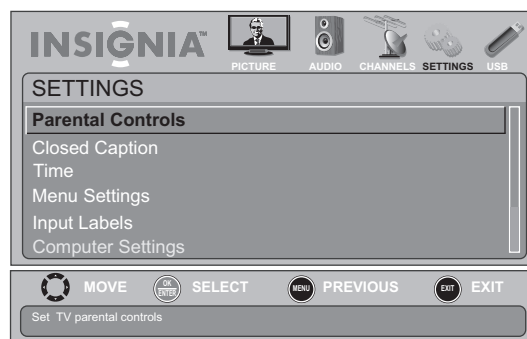 INSIGNIA™
PICTURE AUDIO CHANNELS SETTINGS USB
SETTINGS
Parental Controls
Closed Caption
Time
Menu Settings
Input Labels
Computer Settings
MOVE OK ENTER SELECT MENU PREVIOUS EXIT EXIT
Set TV parental controls